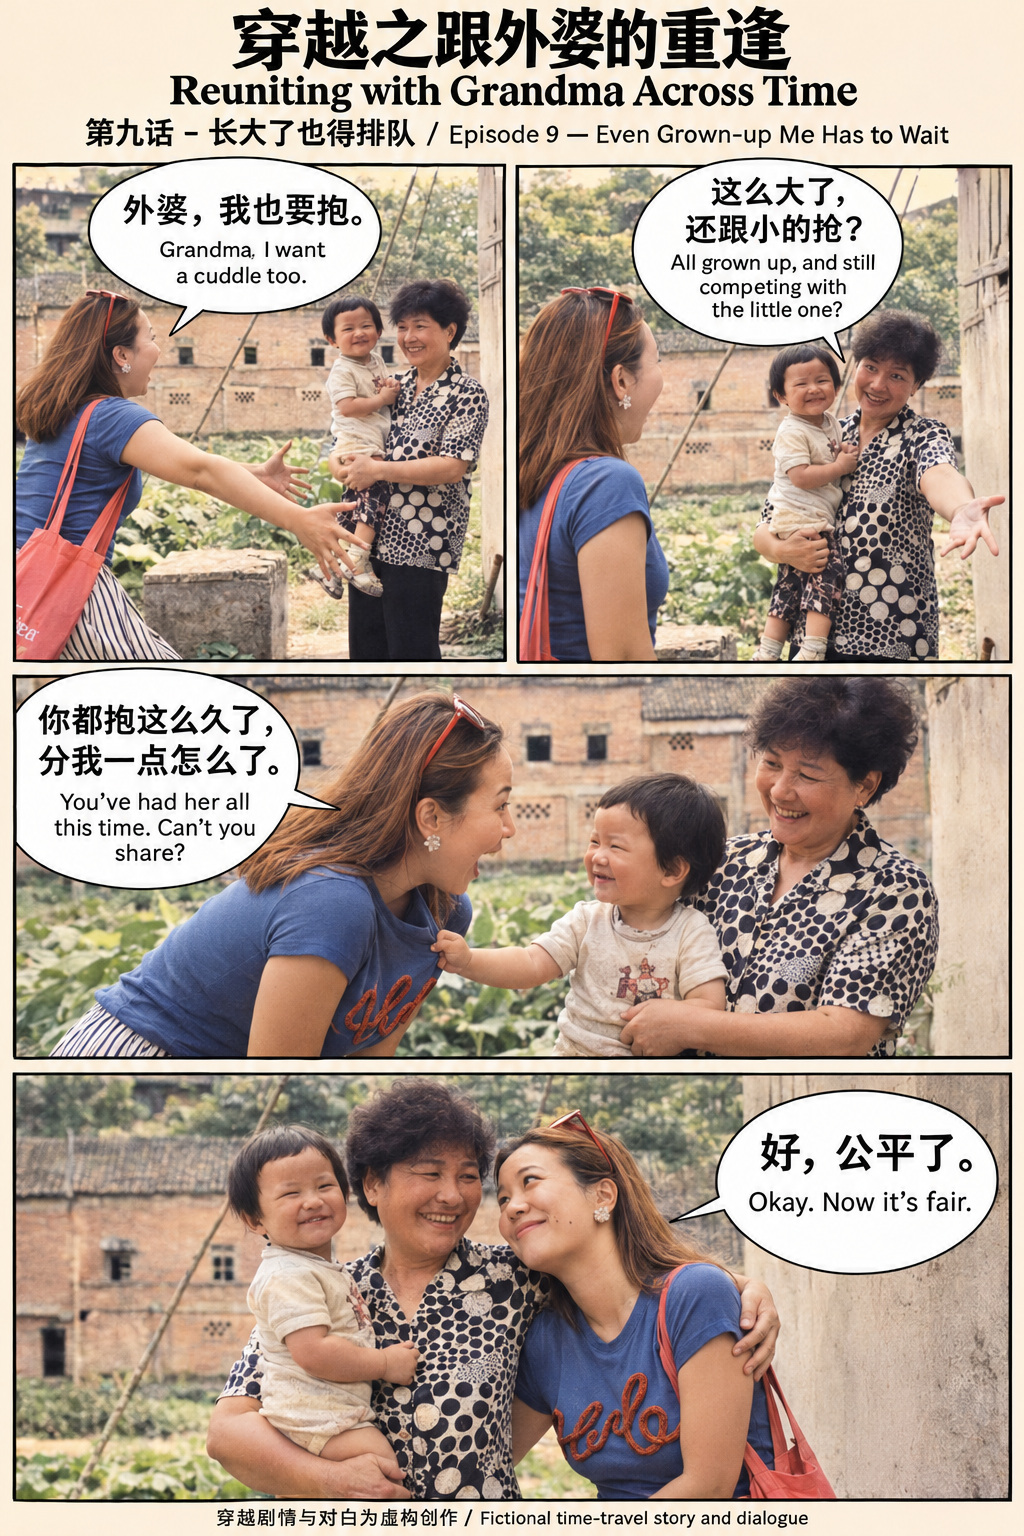 穿越之跟外婆的重逢
Reuniting with Grandma Across Time
第九话 – 长大了也得排队 / Episode 9 — Even Grown-up Me Has to Wait
外婆，我也要抱。
Grandma, I want
a cuddle too.
这么大了，
还跟小的抢？
All grown up, and still
competing with
the little one?
你都抱这么久了，
分我一点怎么了。
You've had her all
this time. Can't you
share?
好，公平了。
Okay. Now it's fair.
Hola
穿越剧情与对白为虚构创作 / Fictional time-travel story and dialogue